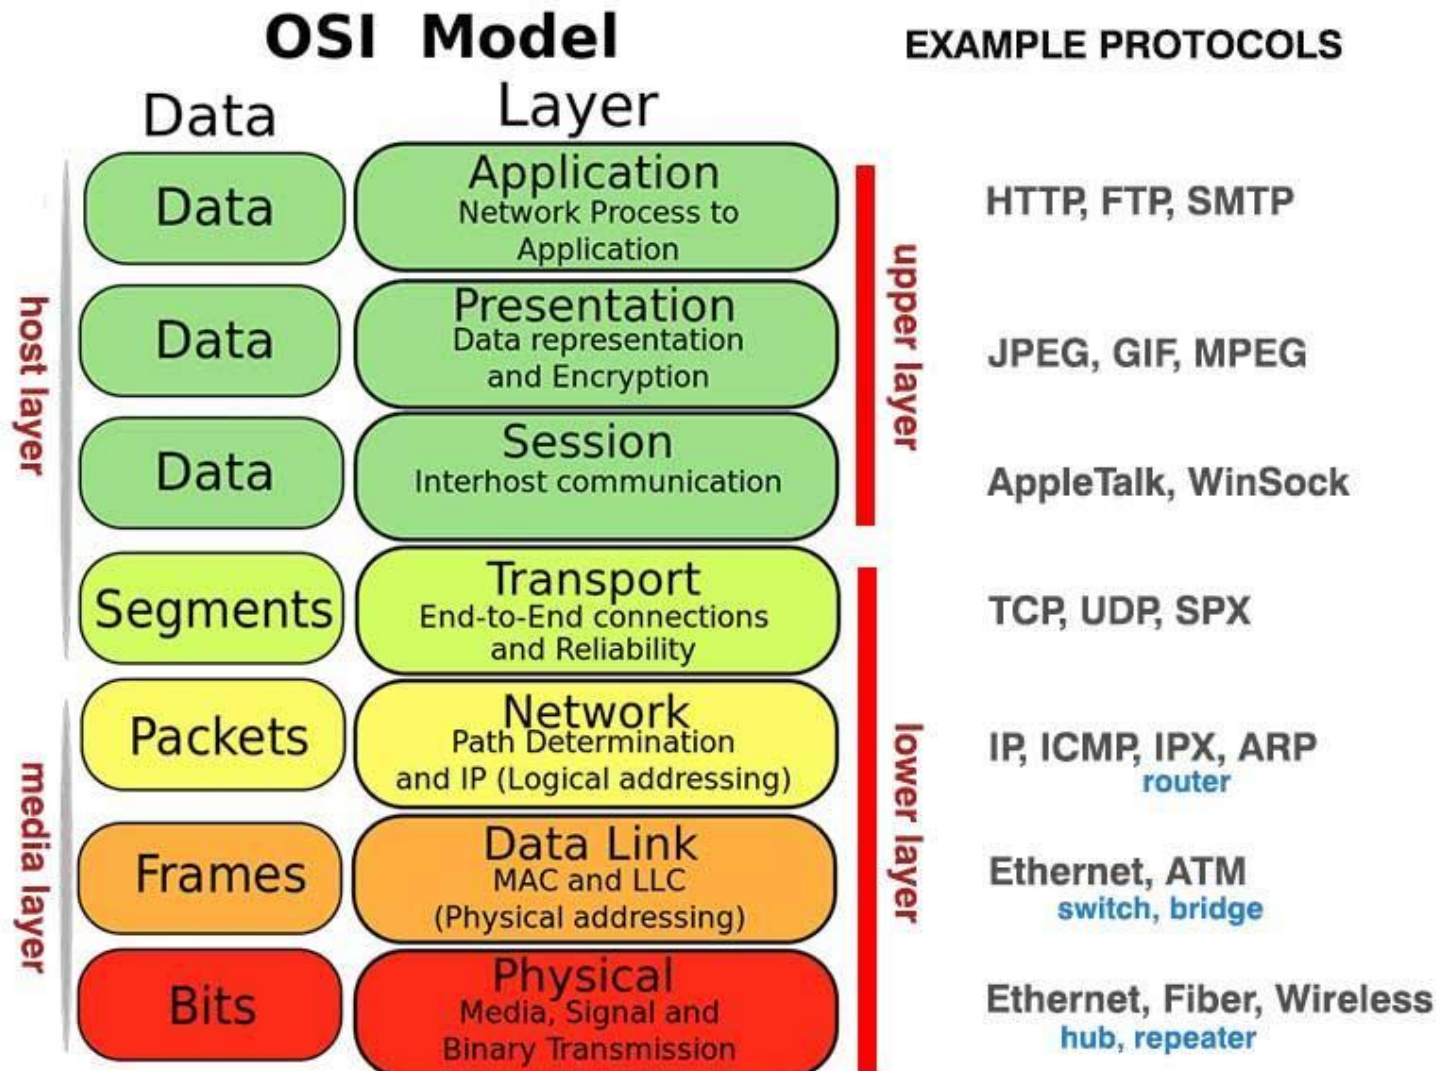 OSI Model
EXAMPLE PROTOCOLS
Data
Layer
Data
Application
Network Process to
Application
HTTP, FTP, SMTP
Data
Presentation
Data representation
and Encryption
JPEG, GIF, MPEG
Data
Session
Interhost communication
AppleTalk, WinSock
host layer
upper layer
Segments
Transport
End-to-End connections
and Reliability
TCP, UDP, SPX
Packets
Network
Path Determination
and IP (Logical addressing)
IP, ICMP, IPX, ARP
router
Frames
Data Link
MAC and LLC
(Physical addressing)
Ethernet, ATM
switch, bridge
Bits
Physical
Media, Signal and
Binary Transmission
Ethernet, Fiber, Wireless
hub, repeater
media layer
lower layer